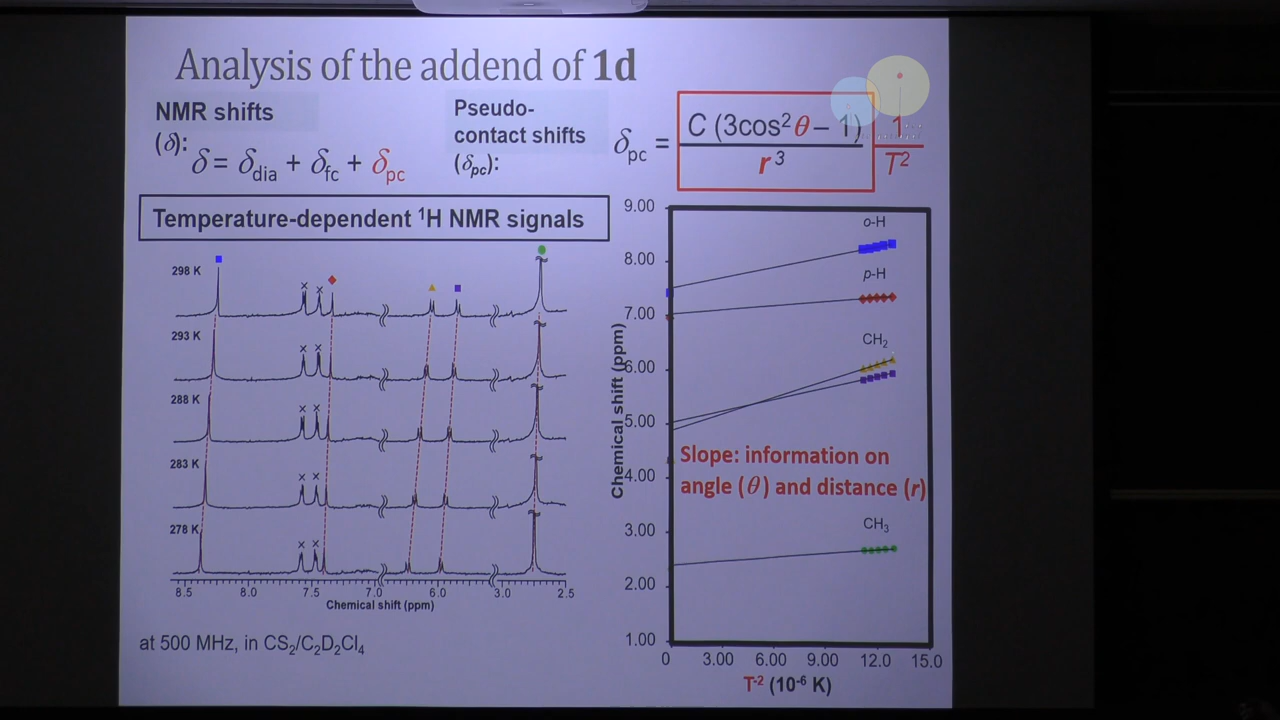 Analysis of the addend of 1d
NMR shifts
(δ):
δ = δdia + δfc + δpc
Pseudo-
contact shifts
(δpc):
δpc = C (3cos²θ – 1) / r³ 1 / T²
Temperature-dependent ¹H NMR signals
298 K
293 K
288 K
283 K
278 K
× ×
× ×
× ×
× ×
× ×
8.5 8.0 7.5 7.0 6.0 3.0 2.5
Chemical shift (ppm)
at 500 MHz, in CS₂/C₂D₂Cl₄
9.00
8.00
7.00
6.00
5.00
4.00
3.00
2.00
1.00
Chemical shift (ppm)
o-H
p-H
CH₂
Slope: information on
angle (θ) and distance (r)
CH₃
0 3.00 6.00 9.00 12.0 15.0
T⁻² (10⁻⁶ K)